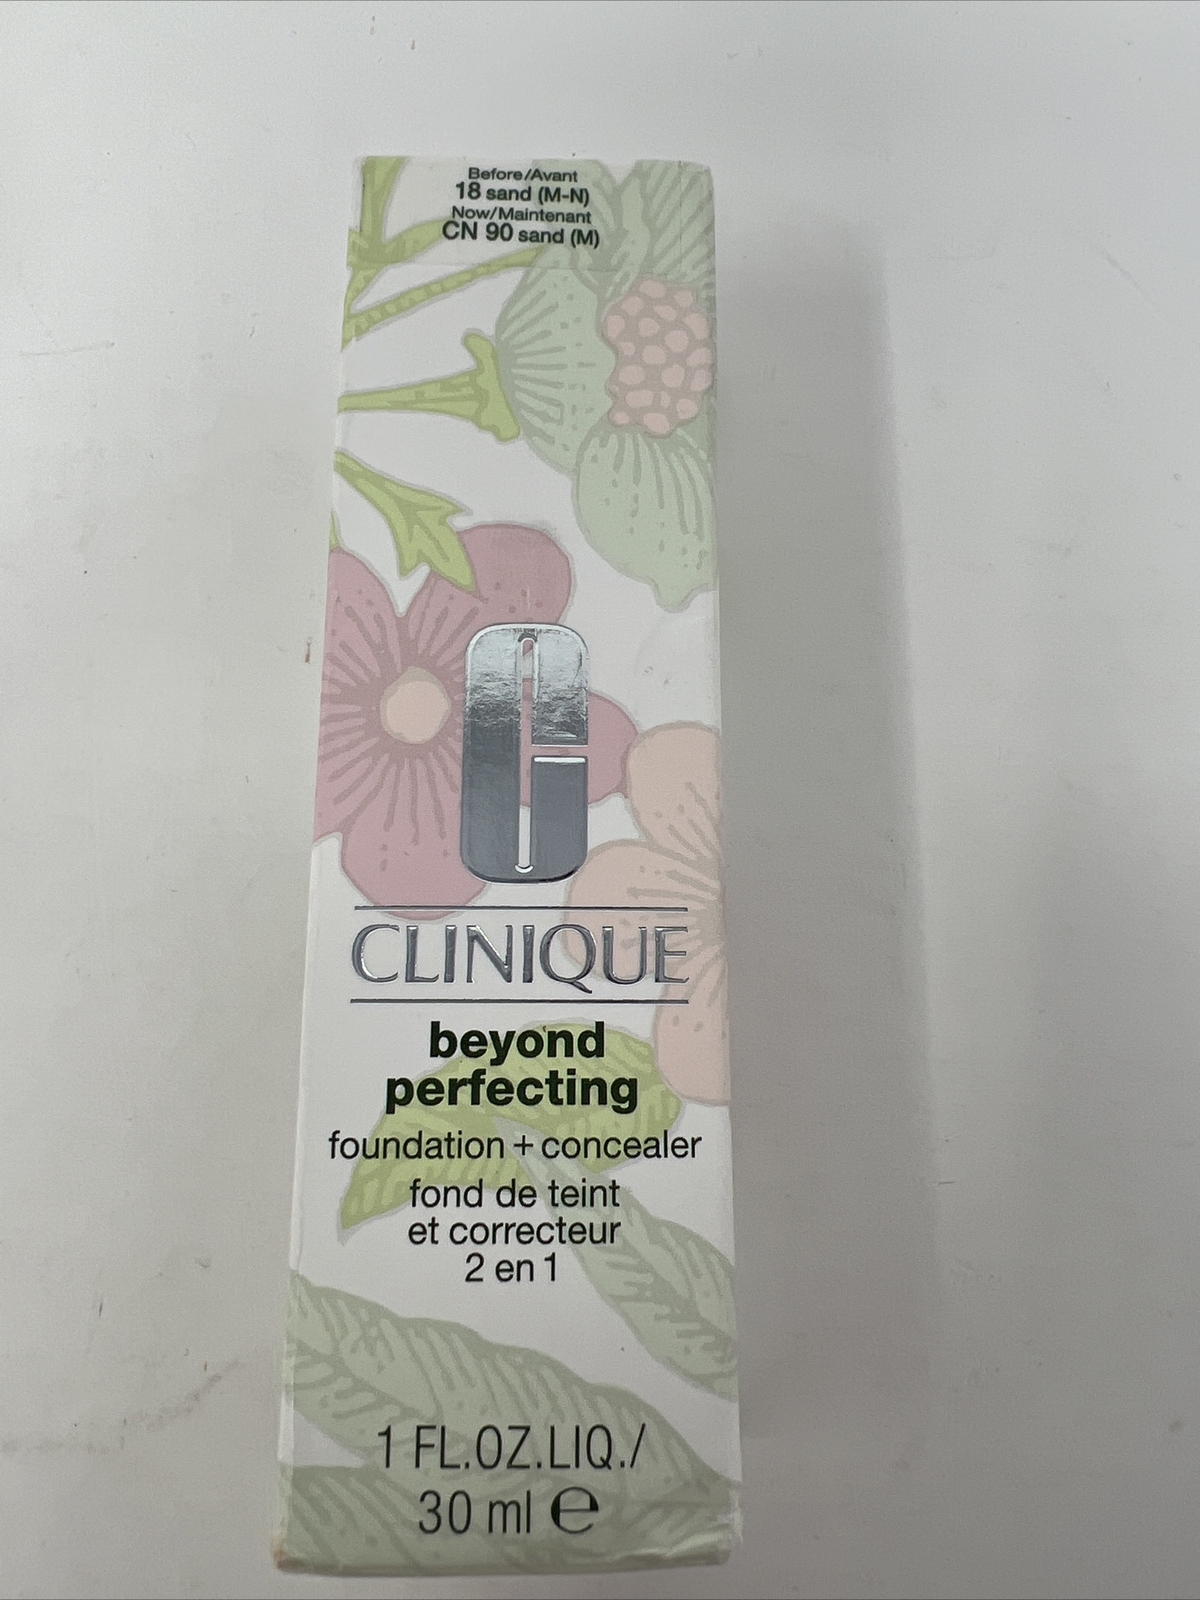 Before/Avant
18 sand (M-N)
Now/Maintenant
CN 90 sand (M)
CLINIQUE
beyond
perfecting
foundation + concealer
fond de teint
et correcteur
2 en 1
1 FL.OZ.LIQ./
30 ml ℮